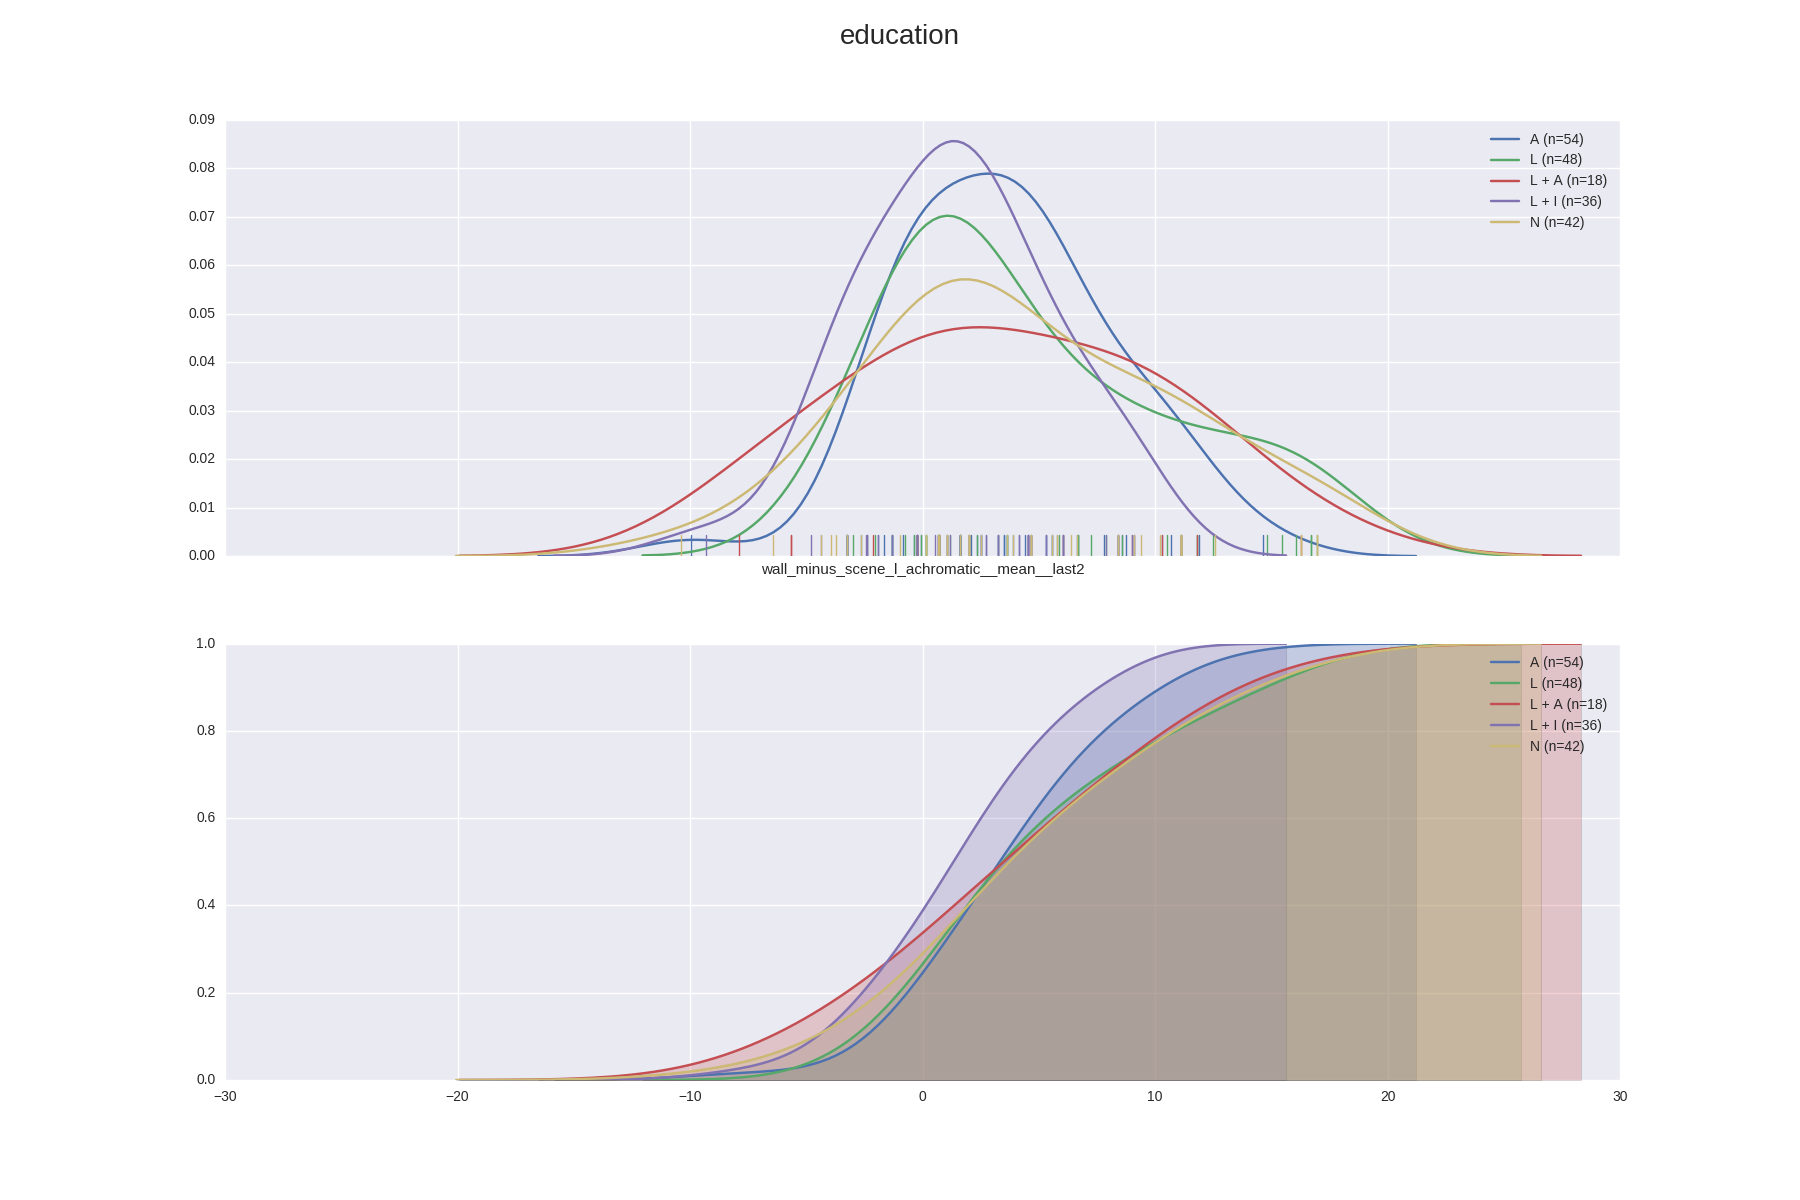 education
0.09
0.08
0.07
0.06
0.05
0.04
0.03
0.02
0.01
0.00
A (n=54)
L (n=48)
L + A (n=18)
L + I (n=36)
N (n=42)
wall_minus_scene_l_achromatic__mean__last2
1.0
0.8
0.6
0.4
0.2
0.0
A (n=54)
L (n=48)
L + A (n=18)
L + I (n=36)
N (n=42)
−30 −20 −10 0 10 20 30